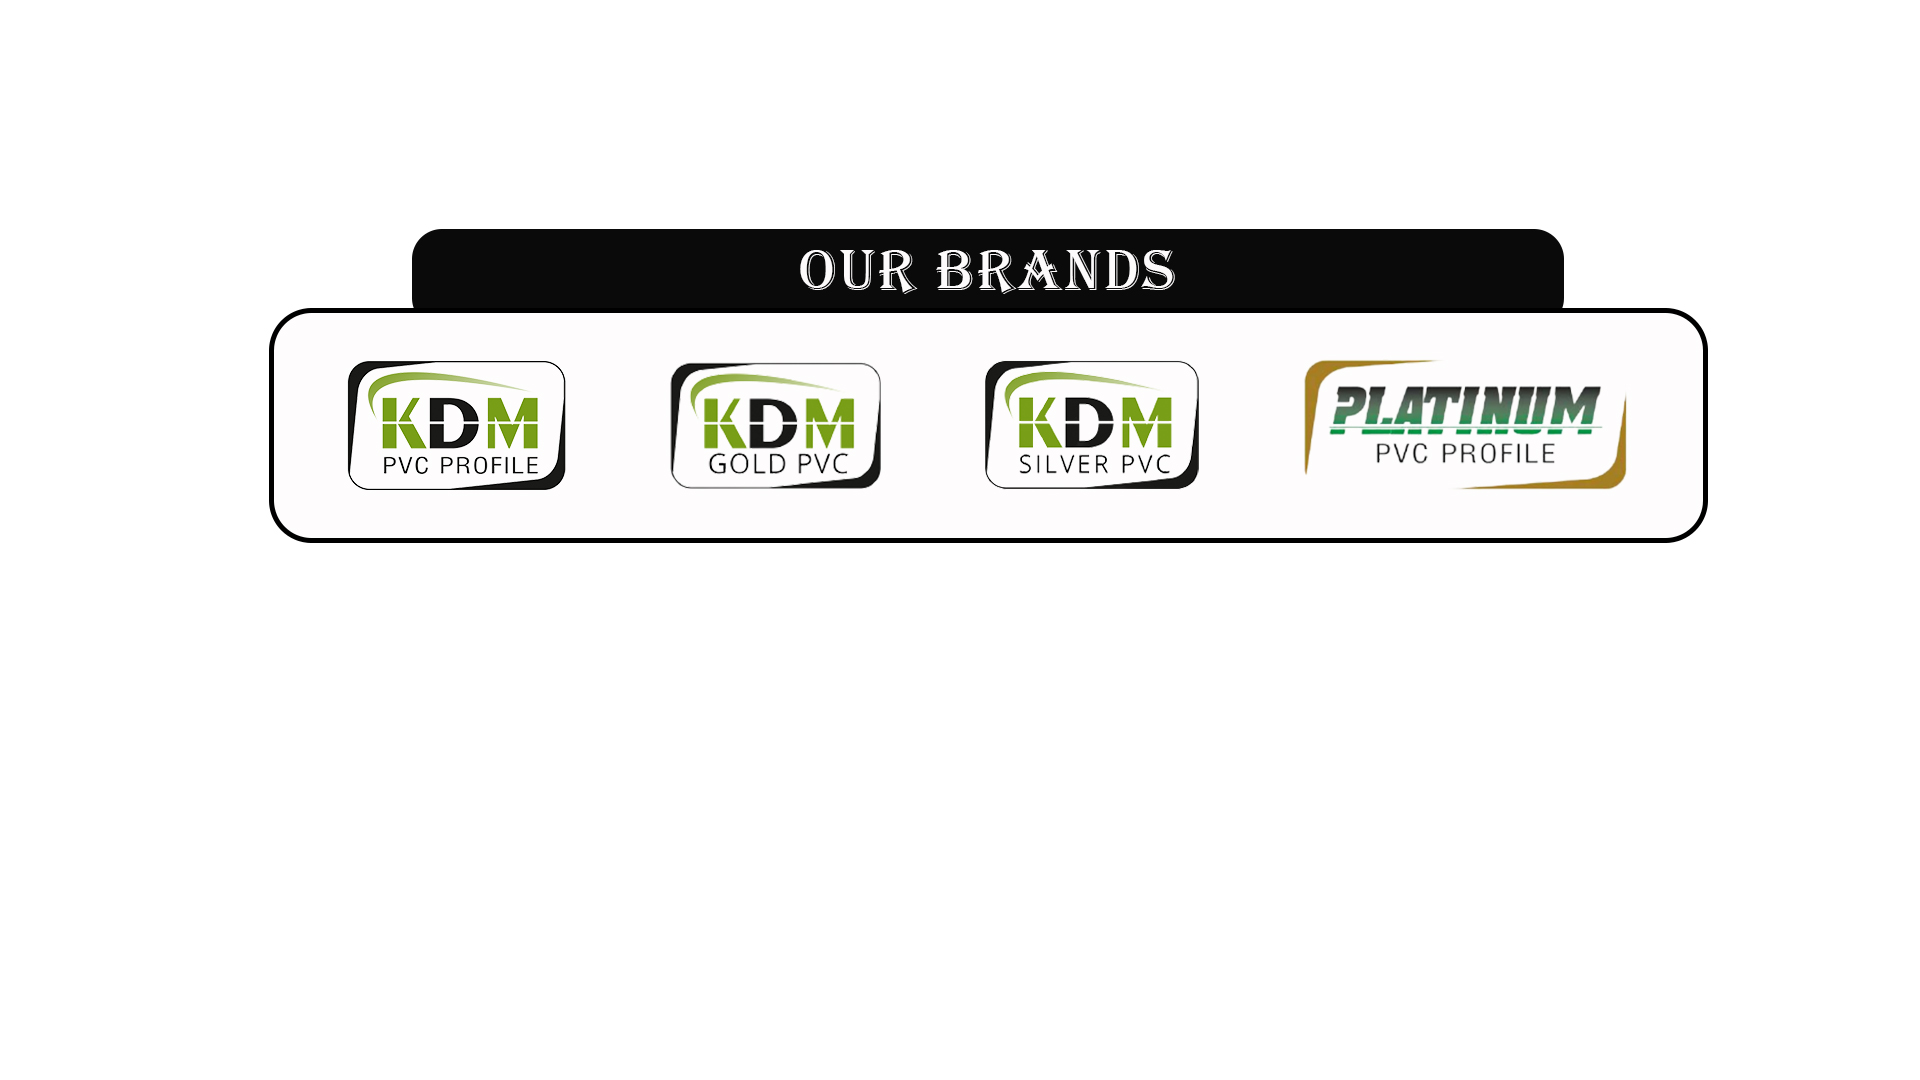 OUR BRANDS
KDM
PVC PROFILE
KDM
GOLD PVC
KDM
SILVER PVC
PLATINUM
PVC PROFILE